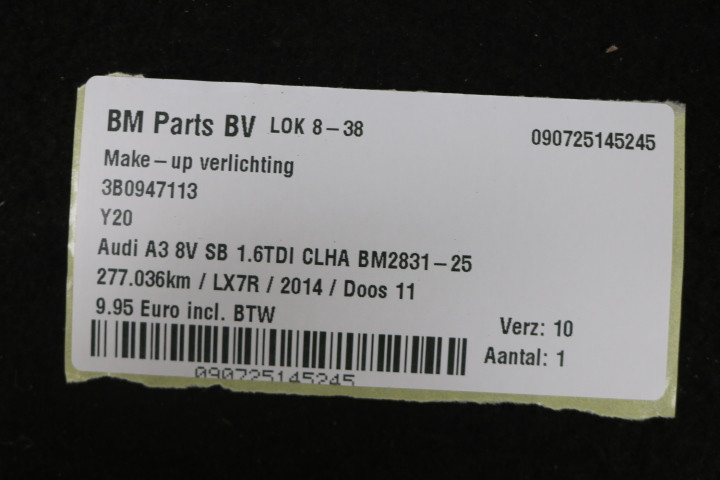 BM Parts BV LOK 8-38 090725145245
Make-up verlichting
3B0947113
Y20
Audi A3 8V SB 1.6TDI CLHA BM2831-25
277.036km / LX7R / 2014 / Doos 11
9.95 Euro incl. BTW
Verz: 10
Aantal: 1
090725145245